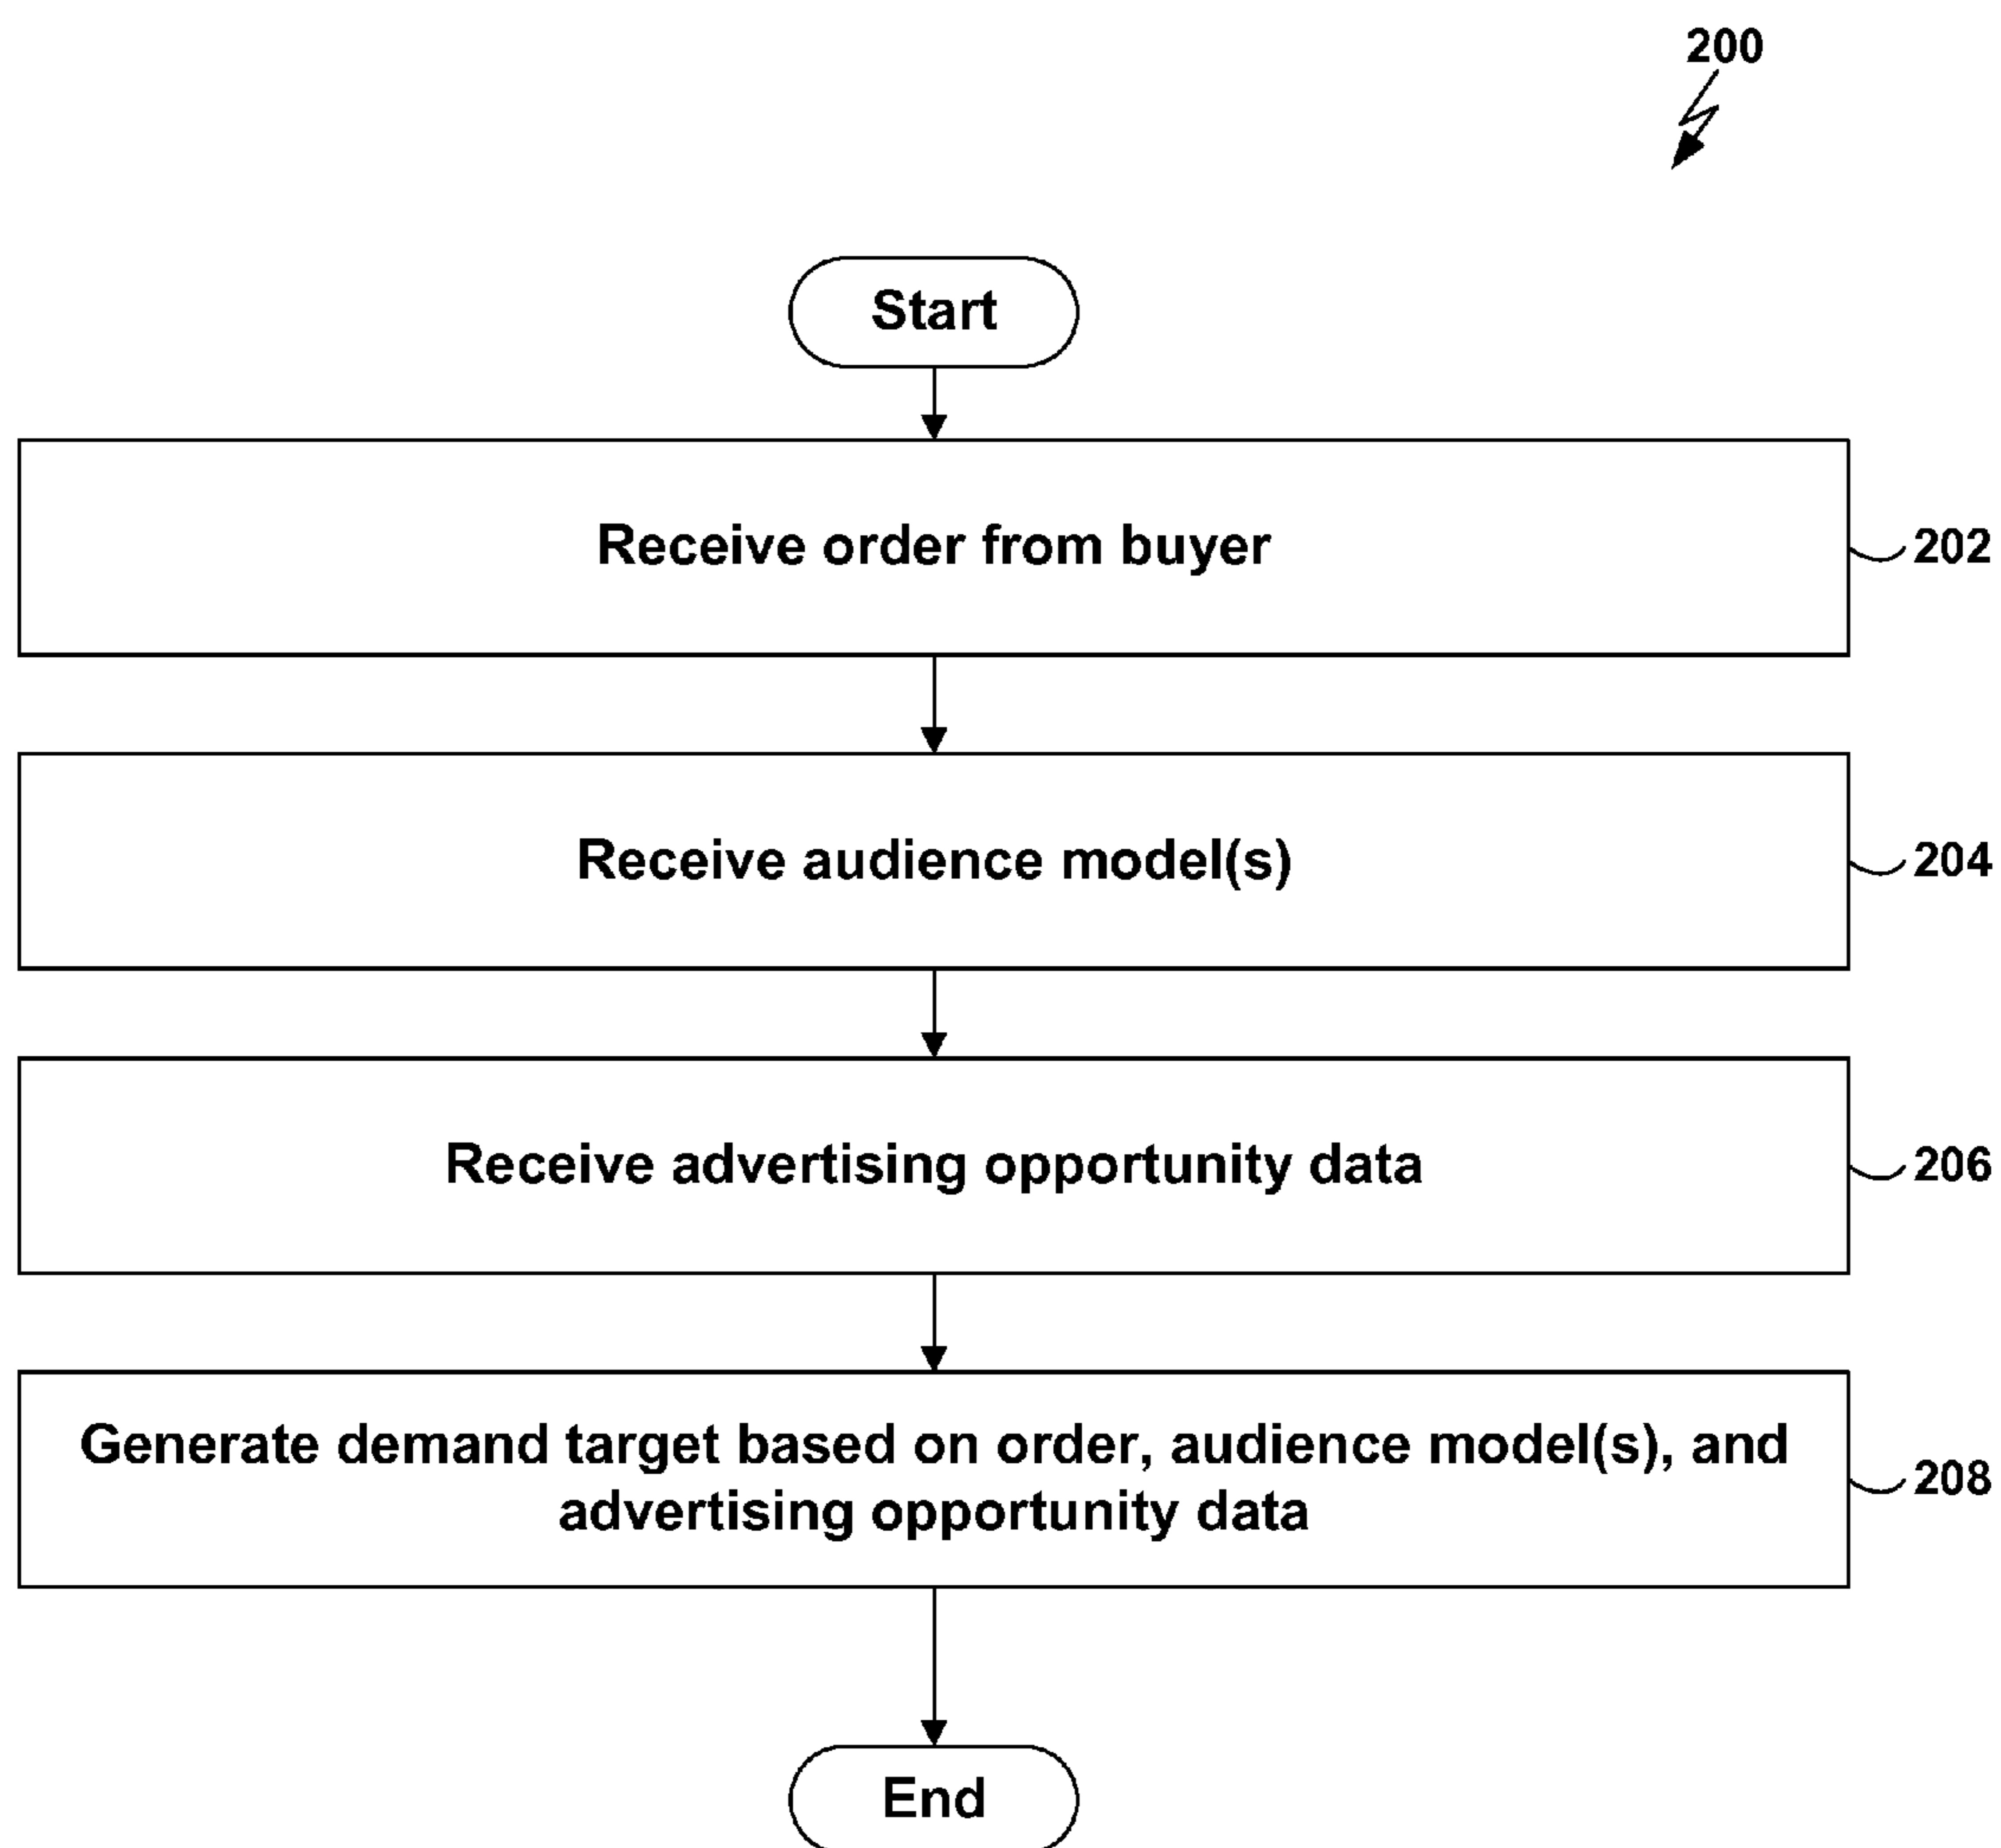 200
Start
Receive order from buyer
202
Receive audience model(s)
204
Receive advertising opportunity data
206
Generate demand target based on order, audience model(s), and
advertising opportunity data
208
End